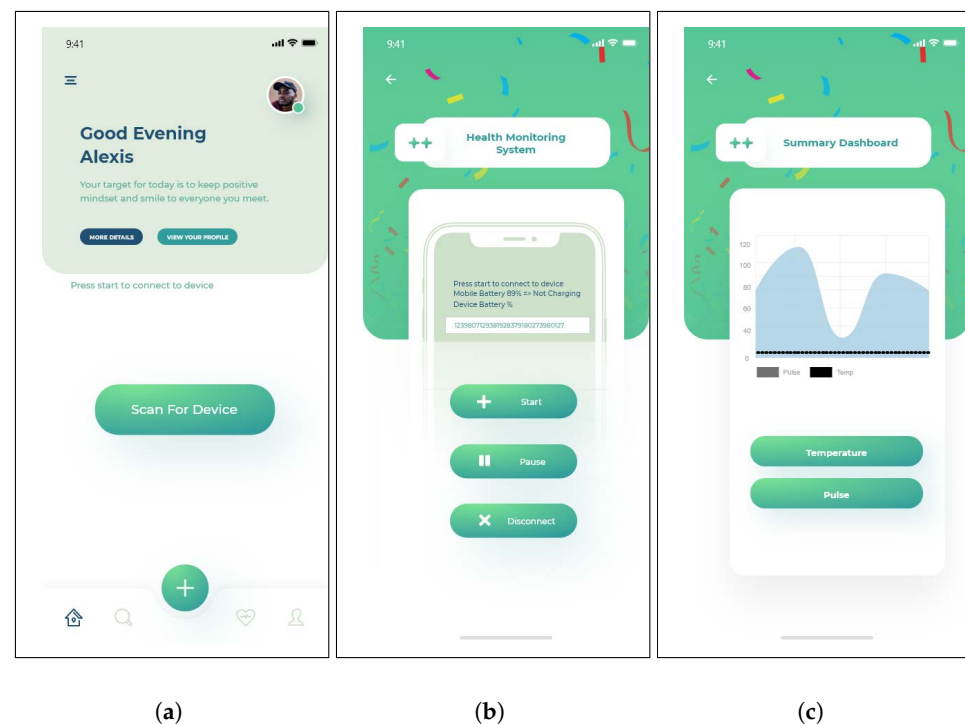 9:41
Good Evening
Alexis
Your target for today is to keep positive
mindset and smile to everyone you meet.
MORE DETAILS
VIEW YOUR PROFILE
Press start to connect to device
Scan For Device
(a)
9:41
Health Monitoring
System
Press start to connect to device
Mobile Battery 89% => Not Charging
Device Battery %
1239807129381928379180273980127
Start
Pause
Disconnect
(b)
9:41
Summary Dashboard
120
100
80
60
40
0
Pulse
Temp
Temperature
Pulse
(c)